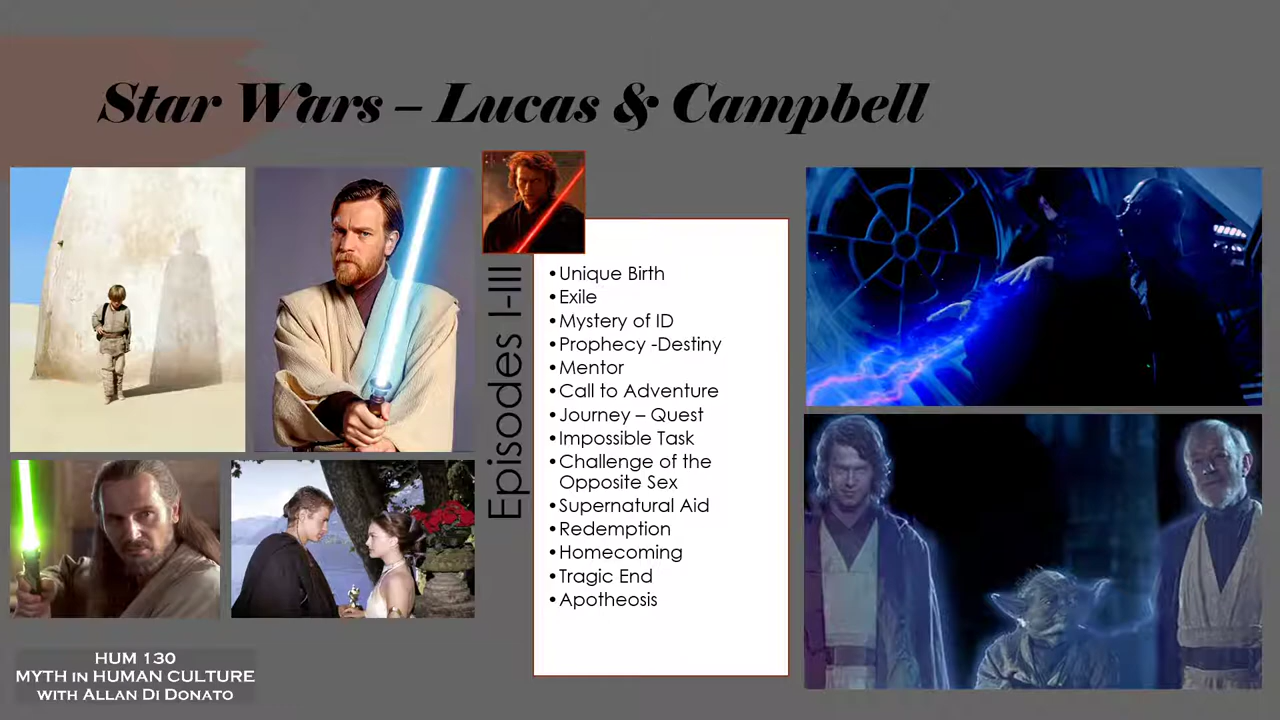 Star Wars – Lucas & Campbell
Episodes I-III
•Unique Birth
•Exile
•Mystery of ID
•Prophecy -Destiny
•Mentor
•Call to Adventure
•Journey – Quest
•Impossible Task
•Challenge of the
Opposite Sex
•Supernatural Aid
•Redemption
•Homecoming
•Tragic End
•Apotheosis
HUM 130
MYTH in HUMAN CULTURE
with Allan Di Donato